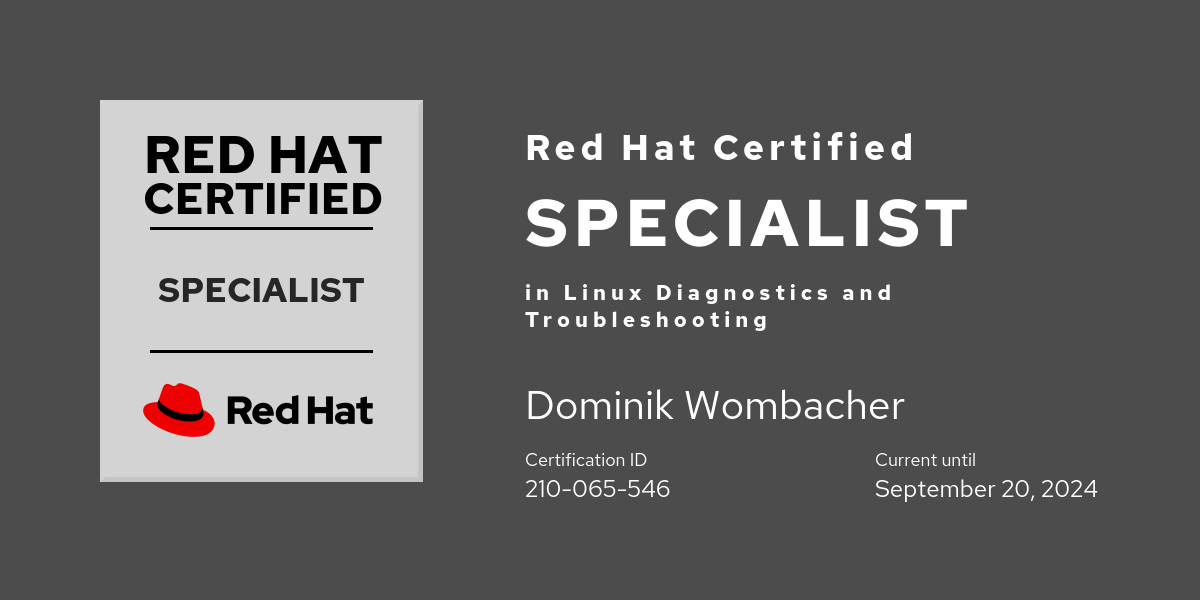 RED HAT
CERTIFIED
SPECIALIST
Red Hat
Red Hat Certified
SPECIALIST
in Linux Diagnostics and
Troubleshooting
Dominik Wombacher
Certification ID
210-065-546
Current until
September 20, 2024